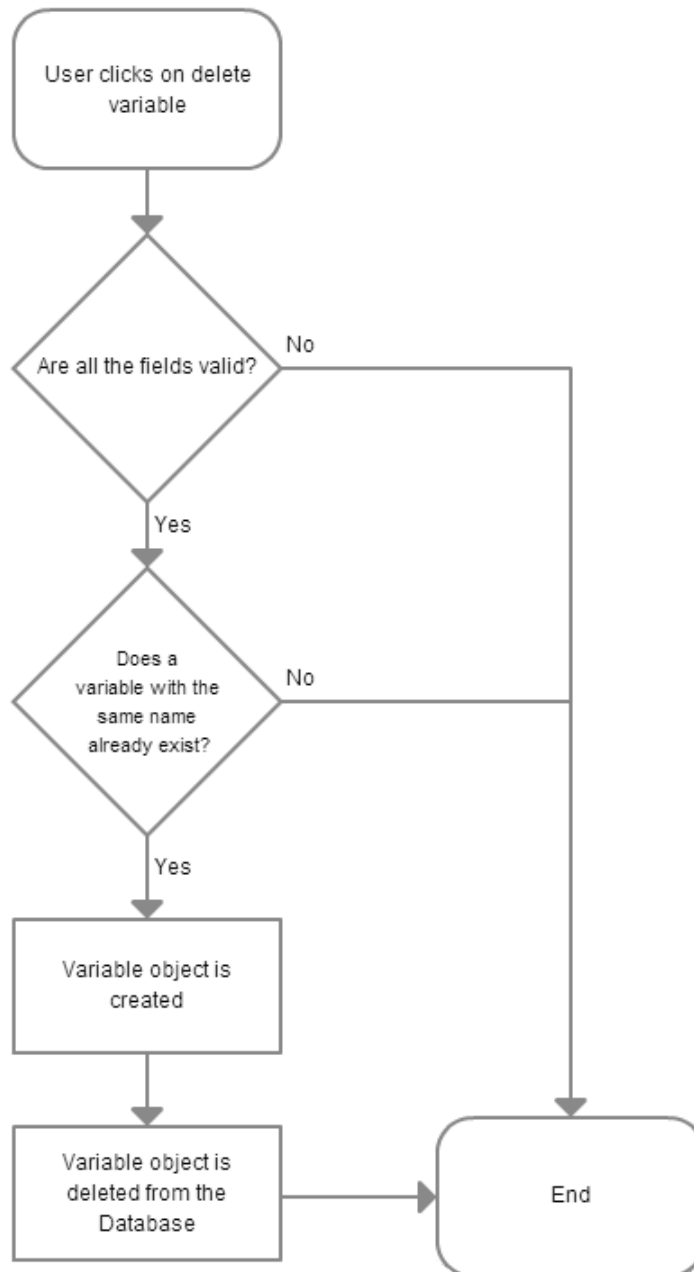 User clicks on delete
variable
Are all the fields valid?
No
Yes
Does a
variable with the
same name
already exist?
No
Yes
Variable object is
created
Variable object is
deleted from the
Database
End